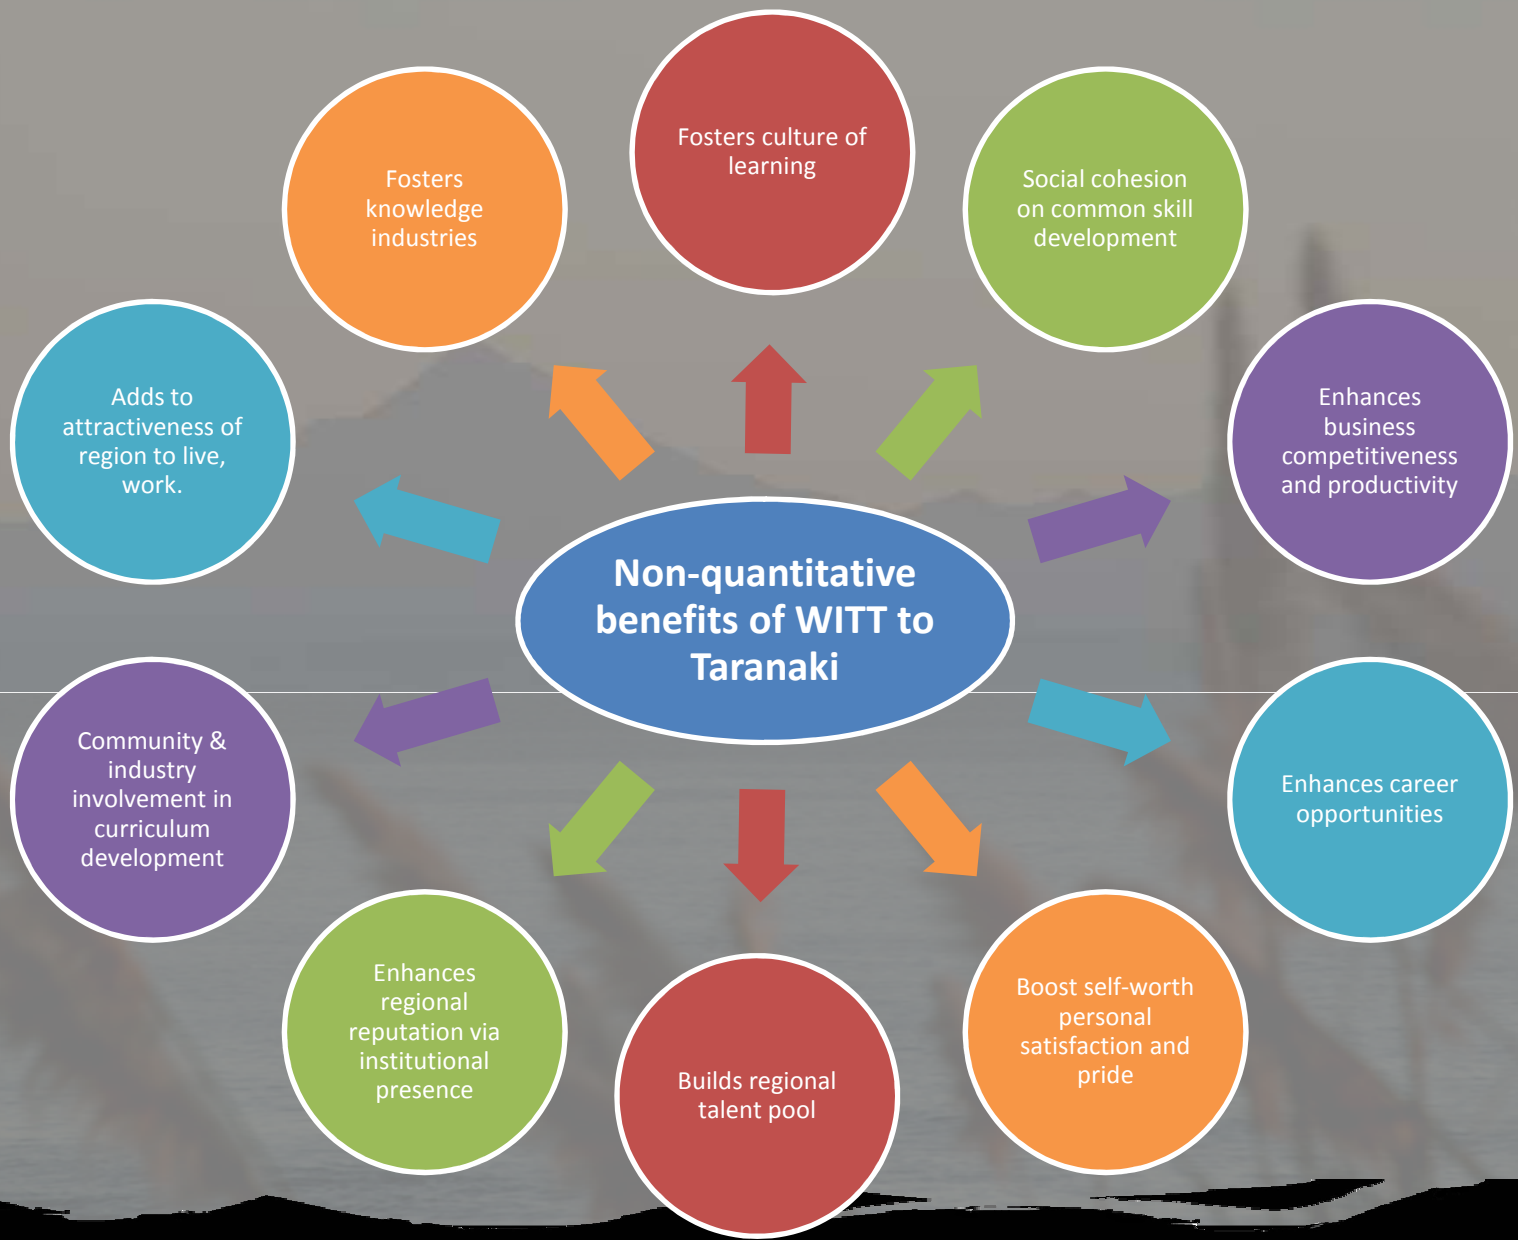 Fosters culture of
learning
Social cohesion
on common skill
development
Enhances
business
competitiveness
and productivity
Enhances career
opportunities
Boost self-worth
personal
satisfaction and
pride
Builds regional
talent pool
Enhances
regional
reputation via
institutional
presence
Community &
industry
involvement in
curriculum
development
Adds to
attractiveness of
region to live,
work.
Fosters
knowledge
industries
Non-quantitative
benefits of WITT to
Taranaki